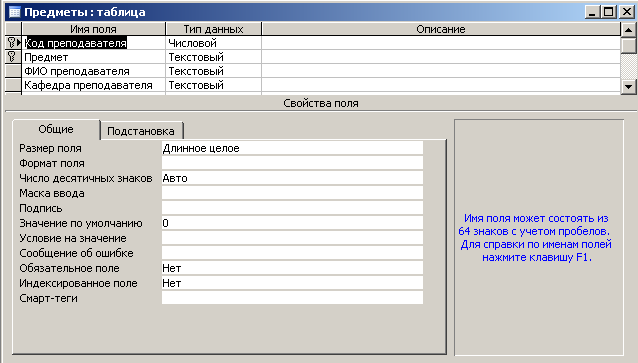 Предметы : таблица
Имя поля Тип данных Описание
Код преподавателя Числовой
Предмет Текстовый
ФИО преподавателя Текстовый
Кафедра преподавателя Текстовый
Свойства поля
Общие Подстановка
Размер поля Длинное целое
Формат поля
Число десятичных знаков Авто
Маска ввода
Подпись
Значение по умолчанию 0
Условие на значение
Сообщение об ошибке
Обязательное поле Нет
Индексированное поле Нет
Смарт-теги
Имя поля может состоять из
64 знаков с учетом пробелов.
Для справки по именам полей
нажмите клавишу F1.